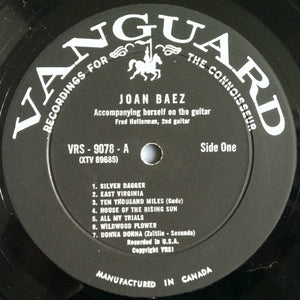 VANGUARD
RECORDINGS FOR THE CONNOISSEUR
JOAN BAEZ
Accompanying herself on the guitar
Fred Hellerman, 2nd guitar
VRS - 9078 - A
Side One
(XTV 89685)
1. SILVER DAGGER
2. EAST VIRGINIA
3. TEN THOUSAND MILES (Gude)
4. HOUSE OF THE RISING SUN
5. ALL MY TRIALS
6. WILDWOOD FLOWER
7. DONNA DONNA (Zeitlin - Secunda)
Recorded in U.S.A.
Copyright VRSI
MANUFACTURED IN CANADA